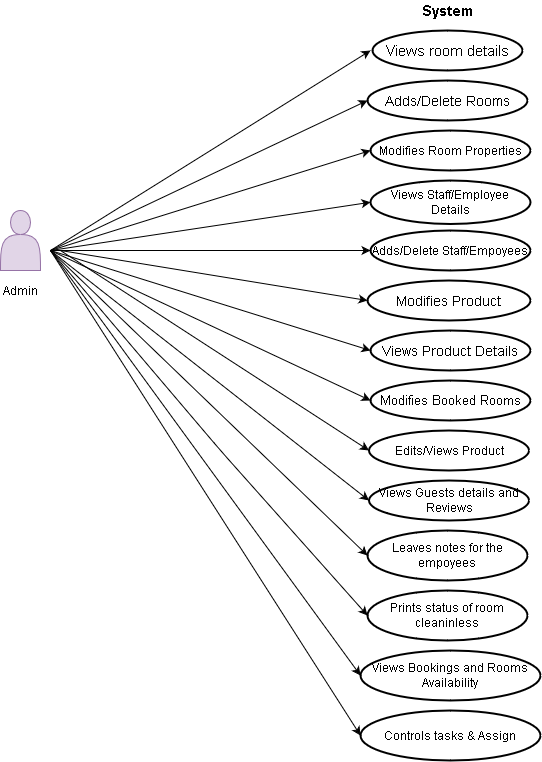 System
Views room details
Adds/Delete Rooms
Modifies Room Properties
Views Staff/Employee
Details
Adds/Delete Staff/Empoyees
Admin
Modifies Product
Views Product Details
Modifies Booked Rooms
Edits/Views Product
Views Guests details and
Reviews
Leaves notes for the
empoyees
Prints status of room
cleaninless
Views Bookings and Rooms
Availability
Controls tasks & Assign